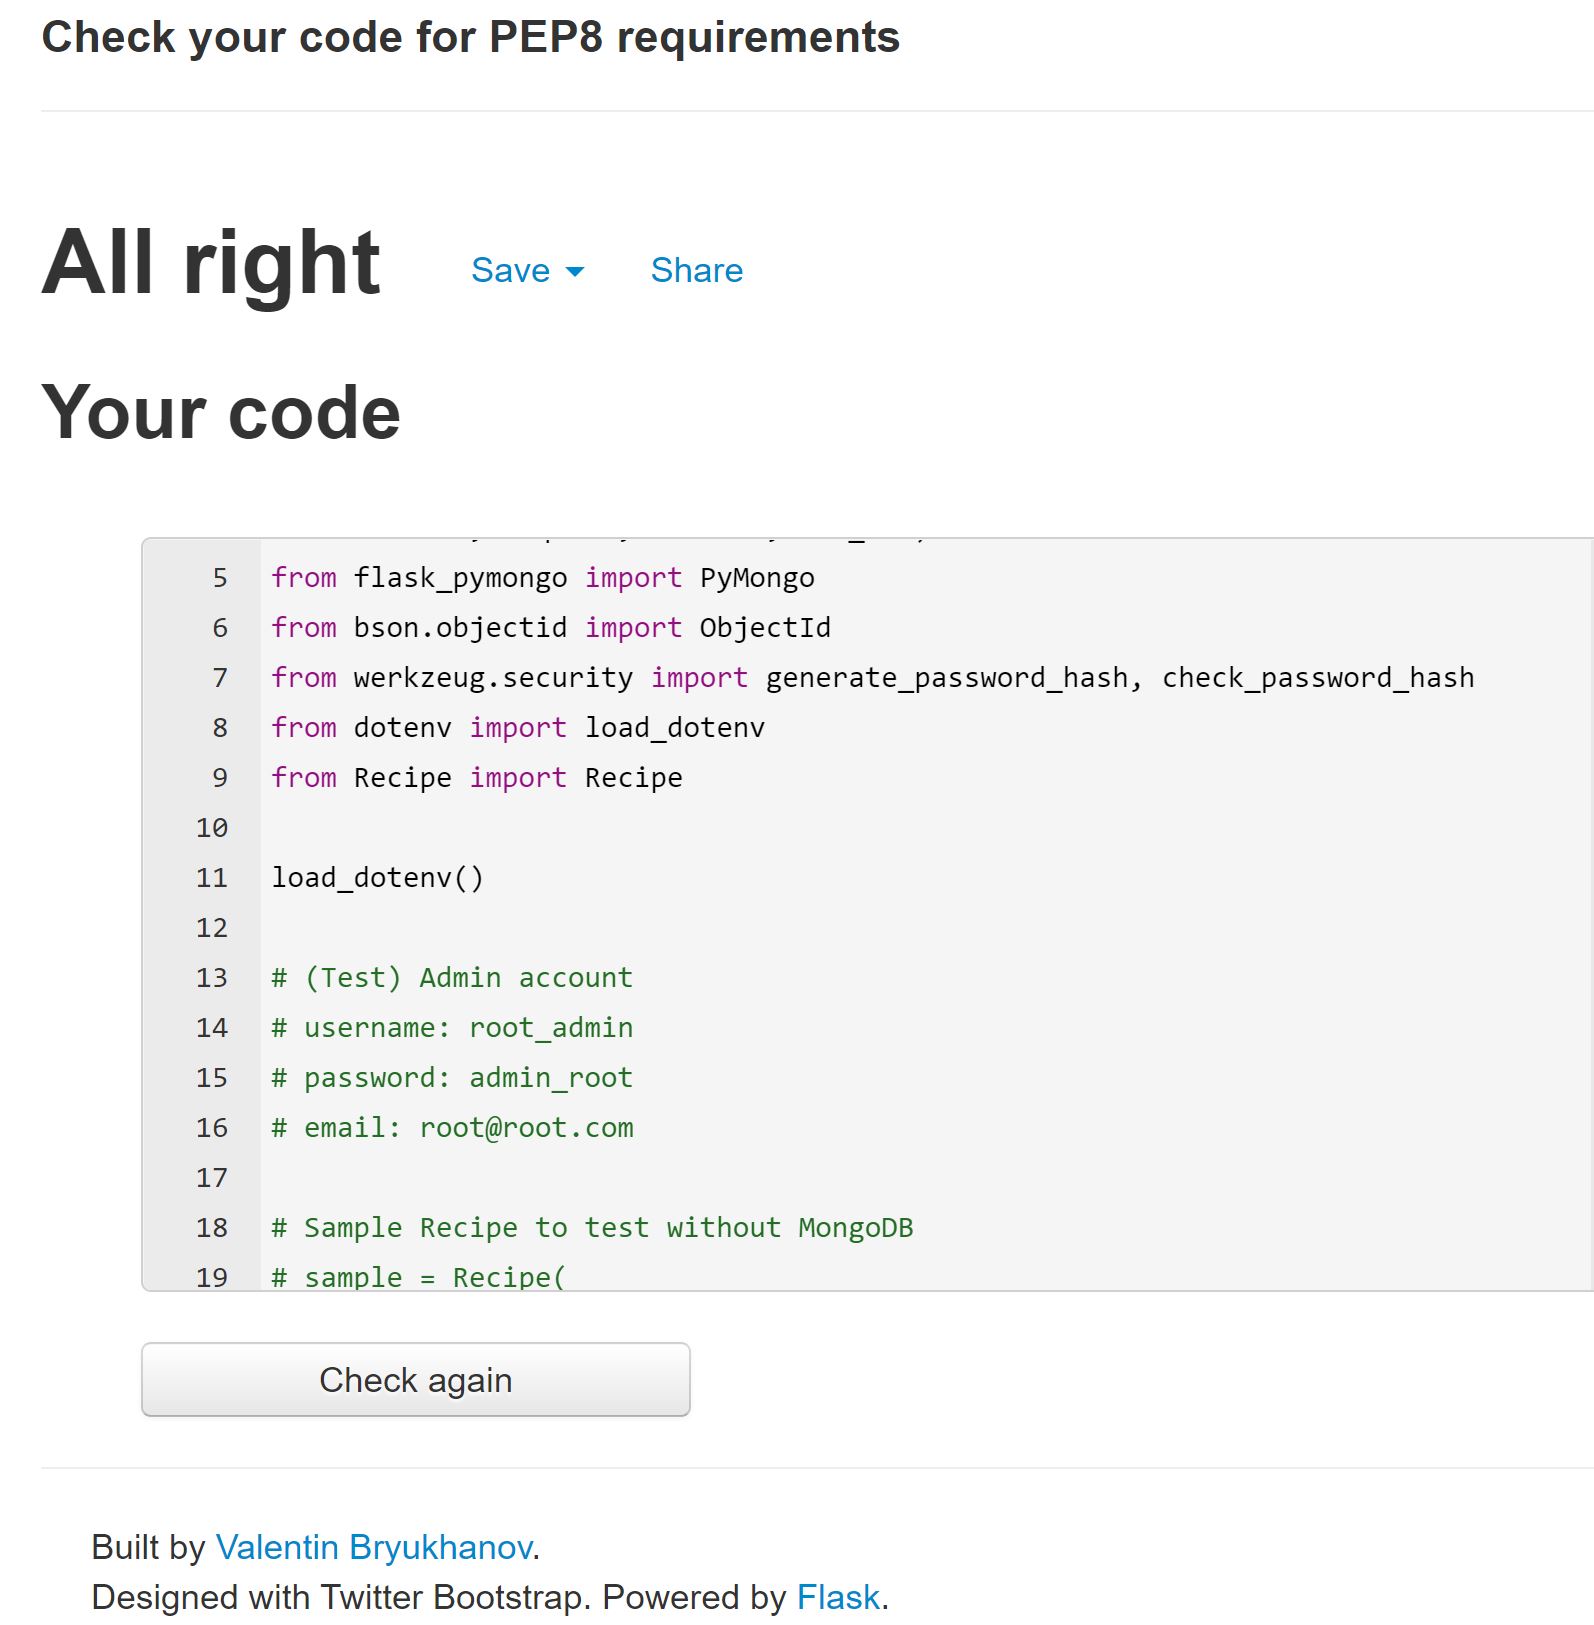 Check your code for PEP8 requirements
All right Save Share
Your code
5 from flask_pymongo import PyMongo
6 from bson.objectid import ObjectId
7 from werkzeug.security import generate_password_hash, check_password_hash
8 from dotenv import load_dotenv
9 from Recipe import Recipe
10
11 load_dotenv()
12
13 # (Test) Admin account
14 # username: root_admin
15 # password: admin_root
16 # email: root@root.com
17
18 # Sample Recipe to test without MongoDB
19 # sample = Recipe(
Check again
Built by Valentin Bryukhanov.
Designed with Twitter Bootstrap. Powered by Flask.